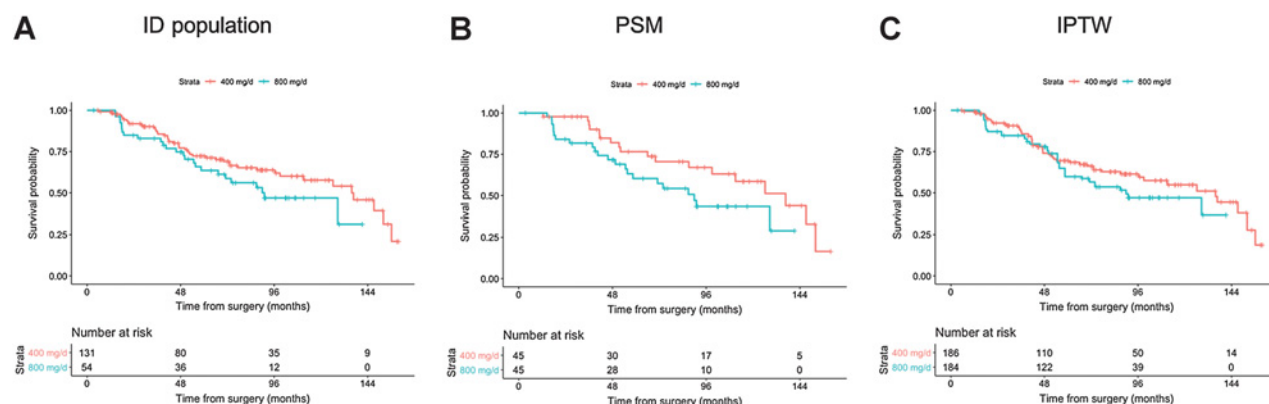 A ID population
Strata 400 mg/d 800 mg/d
1.00
0.75
0.50
0.25
0.00
Survival probability
0 48 96 144
Time from surgery (months)
Number at risk
Strata
400 mg/d 131 80 35 9
800 mg/d 54 36 12 0
0 48 96 144
Time from surgery (months)
B PSM
Strata 400 mg/d 800 mg/d
1.00
0.75
0.50
0.25
0.00
Survival probability
0 48 96 144
Time from surgery (months)
Number at risk
Strata
400 mg/d 45 30 17 5
800 mg/d 45 28 10 0
0 48 96 144
Time from surgery (months)
C IPTW
Strata 400 mg/d 800 mg/d
1.00
0.75
0.50
0.25
0.00
Survival probability
0 48 96 144
Time from surgery (months)
Number at risk
Strata
400 mg/d 186 110 50 14
800 mg/d 184 122 39 0
0 48 96 144
Time from surgery (months)